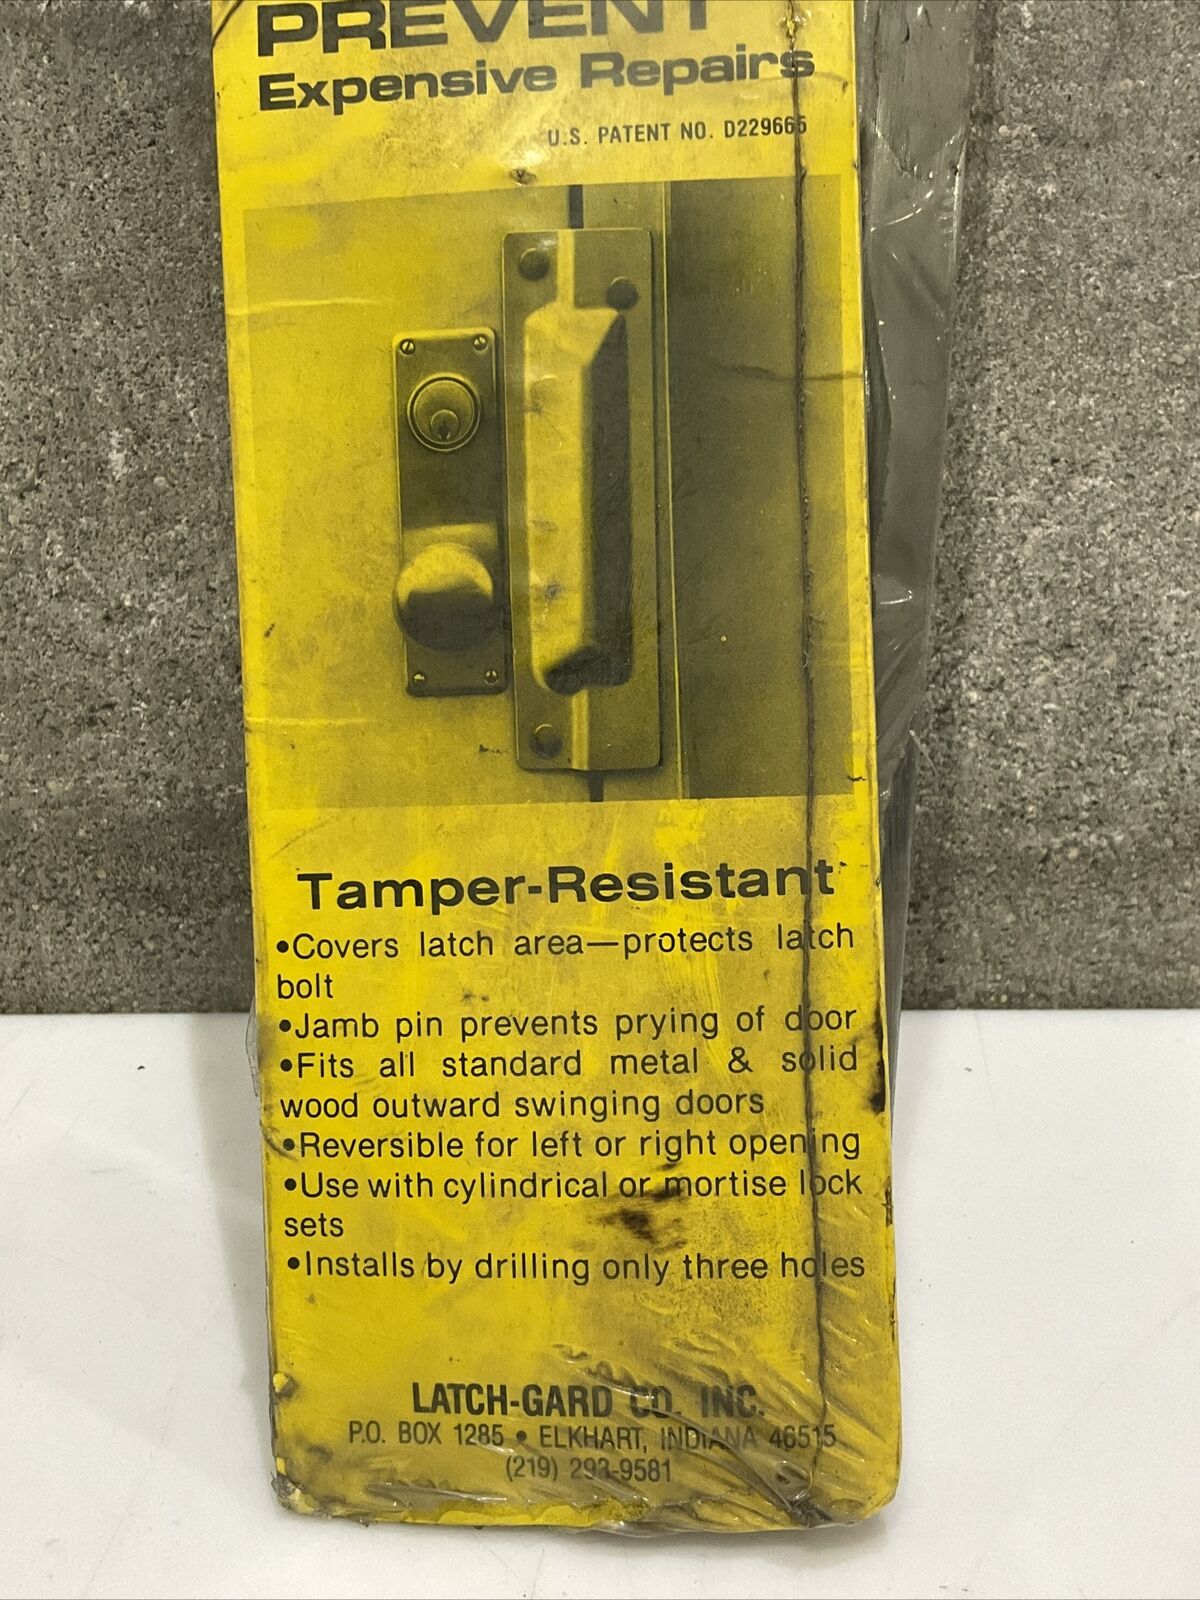 PREVENT
Expensive Repairs
U.S. PATENT NO. D229665
Tamper-Resistant
•Covers latch area—protects latch
bolt
•Jamb pin prevents prying of door
•Fits all standard metal & solid
wood outward swinging doors
•Reversible for left or right opening
•Use with cylindrical or mortise lock
sets
•Installs by drilling only three holes
LATCH-GARD CO. INC.
P.O. BOX 1285 • ELKHART, INDIANA 46515
(219) 293-9581